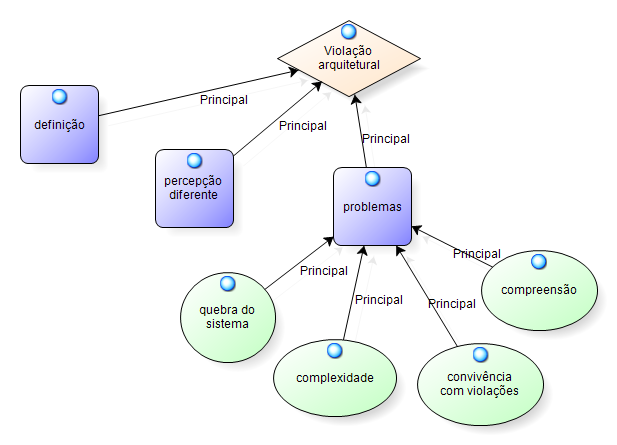 Violação
arquitetural
Principal
definição
Principal
Principal
percepção
diferente
problemas
Principal
Principal
compreensão
Principal
Principal
quebra do
sistema
complexidade
convivência
com violações